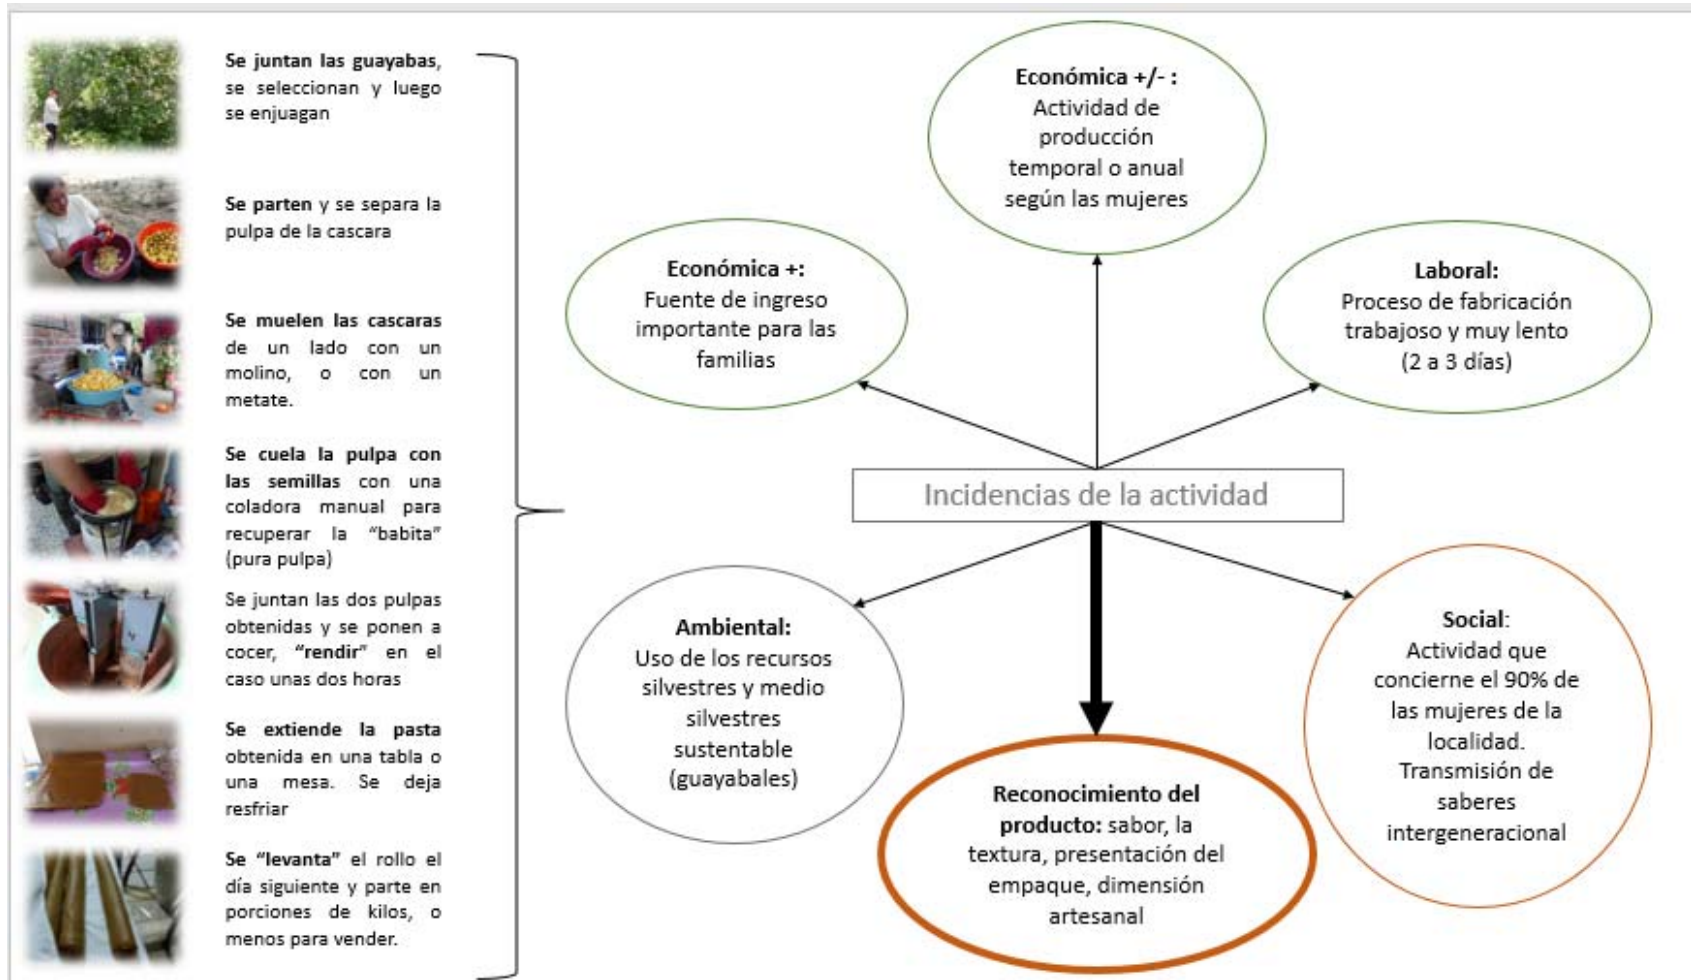 Se juntan las guayabas,
se seleccionan y luego
se enjuagan
Se parten y se separa la
pulpa de la cascara
Se muelen las cascaras
de un lado con un
molino, o con un
metate.
Se cuela la pulpa con
las semillas con una
coladora manual para
recuperar la “babita”
(pura pulpa)
Se juntan las dos pulpas
obtenidas y se ponen a
cocer, “rendir” en el
caso unas dos horas
Se extiende la pasta
obtenida en una tabla o
una mesa. Se deja
resfriar
Se “levanta” el rollo el
día siguiente y parte en
porciones de kilos, o
menos para vender.
Económica +:
Fuente de ingreso
importante para las
familias
Económica +/- :
Actividad de
producción
temporal o anual
según las mujeres
Laboral:
Proceso de fabricación
trabajoso y muy lento
(2 a 3 días)
Incidencias de la actividad
Ambiental:
Uso de los recursos
silvestres y medio
silvestres
sustentable
(guayabales)
Reconocimiento del
producto: sabor, la
textura, presentación del
empaque, dimensión
artesanal
Social:
Actividad que
concierne el 90% de
las mujeres de la
localidad.
Transmisión de
saberes
intergeneracional